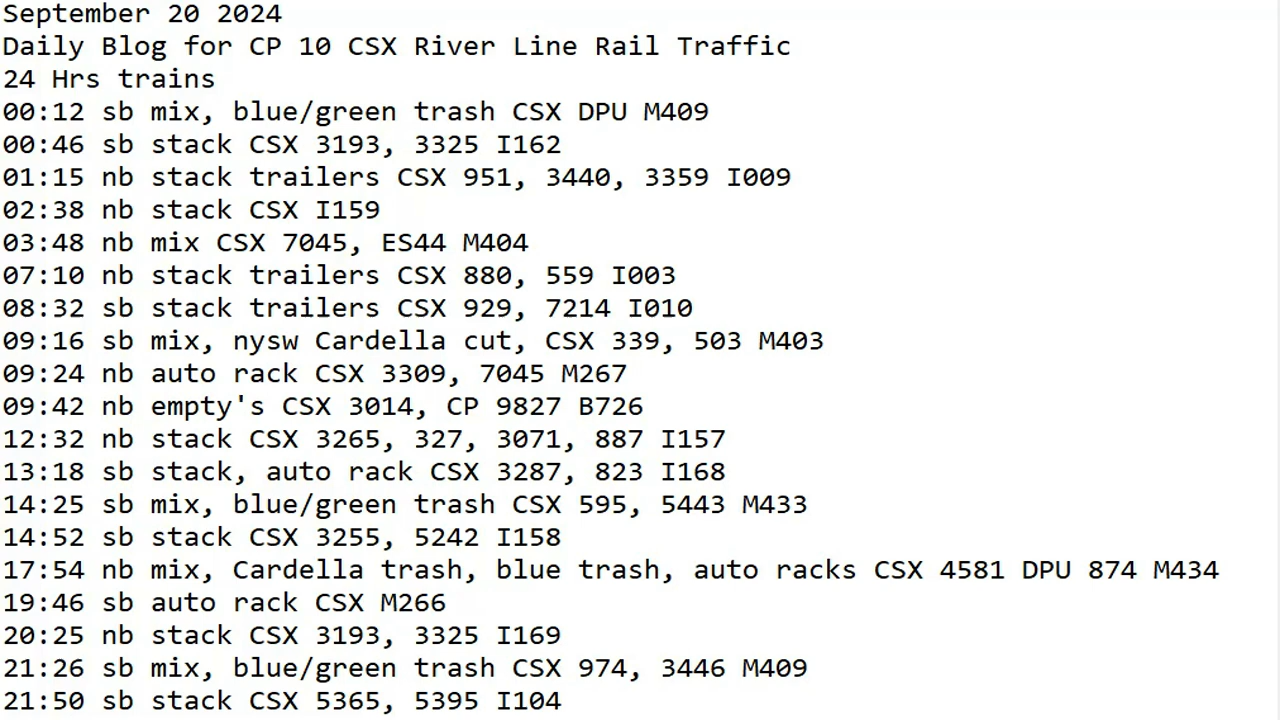 September 20 2024
Daily Blog for CP 10 CSX River Line Rail Traffic
24 Hrs trains
00:12 sb mix, blue/green trash CSX DPU M409
00:46 sb stack CSX 3193, 3325 I162
01:15 nb stack trailers CSX 951, 3440, 3359 I009
02:38 nb stack CSX I159
03:48 nb mix CSX 7045, ES44 M404
07:10 nb stack trailers CSX 880, 559 I003
08:32 sb stack trailers CSX 929, 7214 I010
09:16 sb mix, nysw Cardella cut, CSX 339, 503 M403
09:24 nb auto rack CSX 3309, 7045 M267
09:42 nb empty's CSX 3014, CP 9827 B726
12:32 nb stack CSX 3265, 327, 3071, 887 I157
13:18 sb stack, auto rack CSX 3287, 823 I168
14:25 sb mix, blue/green trash CSX 595, 5443 M433
14:52 sb stack CSX 3255, 5242 I158
17:54 nb mix, Cardella trash, blue trash, auto racks CSX 4581 DPU 874 M434
19:46 sb auto rack CSX M266
20:25 nb stack CSX 3193, 3325 I169
21:26 sb mix, blue/green trash CSX 974, 3446 M409
21:50 sb stack CSX 5365, 5395 I104